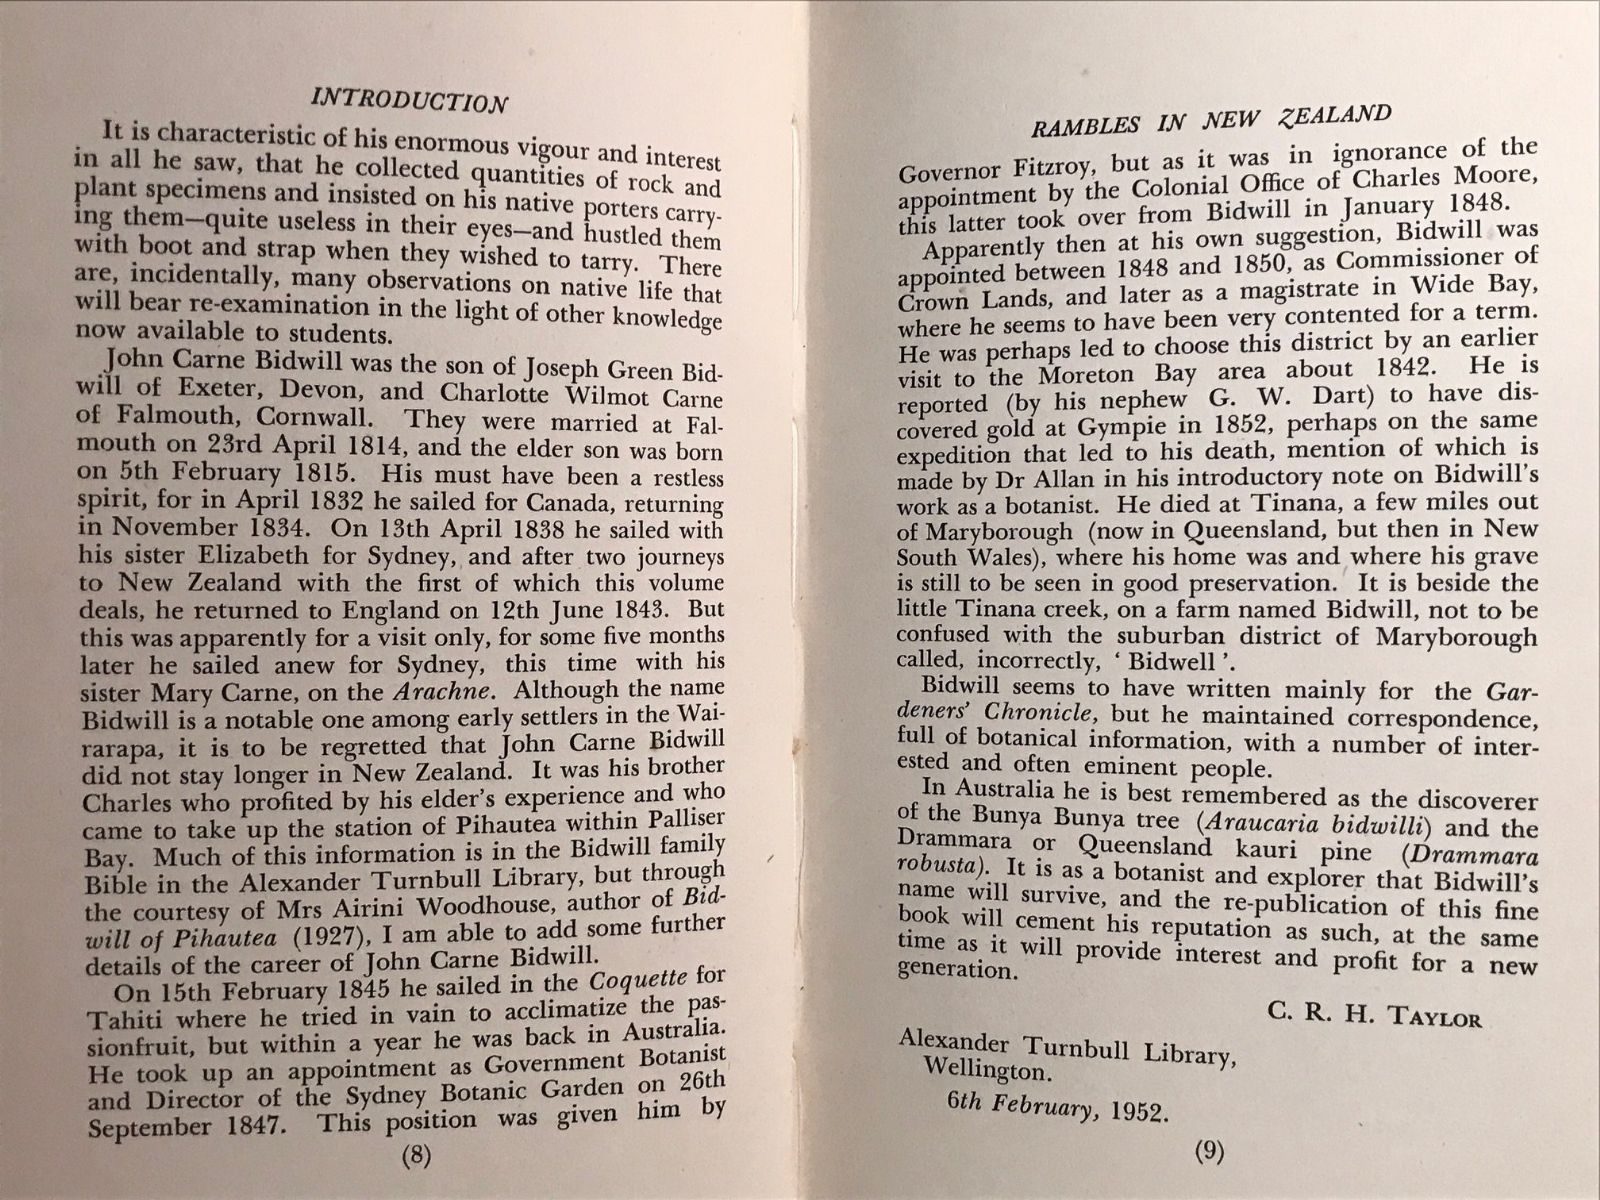 INTRODUCTION
It is characteristic of his enormous vigour and interest
in all he saw, that he collected quantities of rock and
plant specimens and insisted on his native porters carry-
ing them—quite useless in their eyes—and hustled them
with boot and strap when they wished to tarry. There
are, incidentally, many observations on native life that
will bear re-examination in the light of other knowledge
now available to students.
John Carne Bidwill was the son of Joseph Green Bid-
will of Exeter, Devon, and Charlotte Wilmot Carne
of Falmouth, Cornwall. They were married at Fal-
mouth on 23rd April 1814, and the elder son was born
on 5th February 1815. His must have been a restless
spirit, for in April 1832 he sailed for Canada, returning
in November 1834. On 13th April 1838 he sailed with
his sister Elizabeth for Sydney, and after two journeys
to New Zealand with the first of which this volume
deals, he returned to England on 12th June 1843. But
this was apparently for a visit only, for some five months
later he sailed anew for Sydney, this time with his
sister Mary Carne, on the Arachne. Although the name
Bidwill is a notable one among early settlers in the Wai-
rarapa, it is to be regretted that John Carne Bidwill
did not stay longer in New Zealand. It was his brother
Charles who profited by his elder's experience and who
came to take up the station of Pihautea within Palliser
Bay. Much of this information is in the Bidwill family
Bible in the Alexander Turnbull Library, but through
the courtesy of Mrs Airini Woodhouse, author of Bid-
will of Pihautea (1927), I am able to add some further
details of the career of John Carne Bidwill.
On 15th February 1845 he sailed in the Coquette for
Tahiti where he tried in vain to acclimatize the pas-
sionfruit, but within a year he was back in Australia.
He took up an appointment as Government Botanist
and Director of the Sydney Botanic Garden on 26th
September 1847. This position was given him by
(8)
RAMBLES IN NEW ZEALAND
Governor Fitzroy, but as it was in ignorance of the
appointment by the Colonial Office of Charles Moore,
this latter took over from Bidwill in January 1848.
Apparently then at his own suggestion, Bidwill was
appointed between 1848 and 1850, as Commissioner of
Crown Lands, and later as a magistrate in Wide Bay,
where he seems to have been very contented for a term.
He was perhaps led to choose this district by an earlier
visit to the Moreton Bay area about 1842. He is
reported (by his nephew G. W. Dart) to have dis-
covered gold at Gympie in 1852, perhaps on the same
expedition that led to his death, mention of which is
made by Dr Allan in his introductory note on Bidwill's
work as a botanist. He died at Tinana, a few miles out
of Maryborough (now in Queensland, but then in New
South Wales), where his home was and where his grave
is still to be seen in good preservation. It is beside the
little Tinana creek, on a farm named Bidwill, not to be
confused with the suburban district of Maryborough
called, incorrectly, ' Bidwell '.
Bidwill seems to have written mainly for the Gar-
deners' Chronicle, but he maintained correspondence,
full of botanical information, with a number of inter-
ested and often eminent people.
In Australia he is best remembered as the discoverer
of the Bunya Bunya tree (Araucaria bidwilli) and the
Drammara or Queensland kauri pine (Drammara
robusta). It is as a botanist and explorer that Bidwill's
name will survive, and the re-publication of this fine
book will cement his reputation as such, at the same
time as it will provide interest and profit for a new
generation.
C. R. H. TAYLOR
Alexander Turnbull Library,
Wellington.
6th February, 1952.
(9)